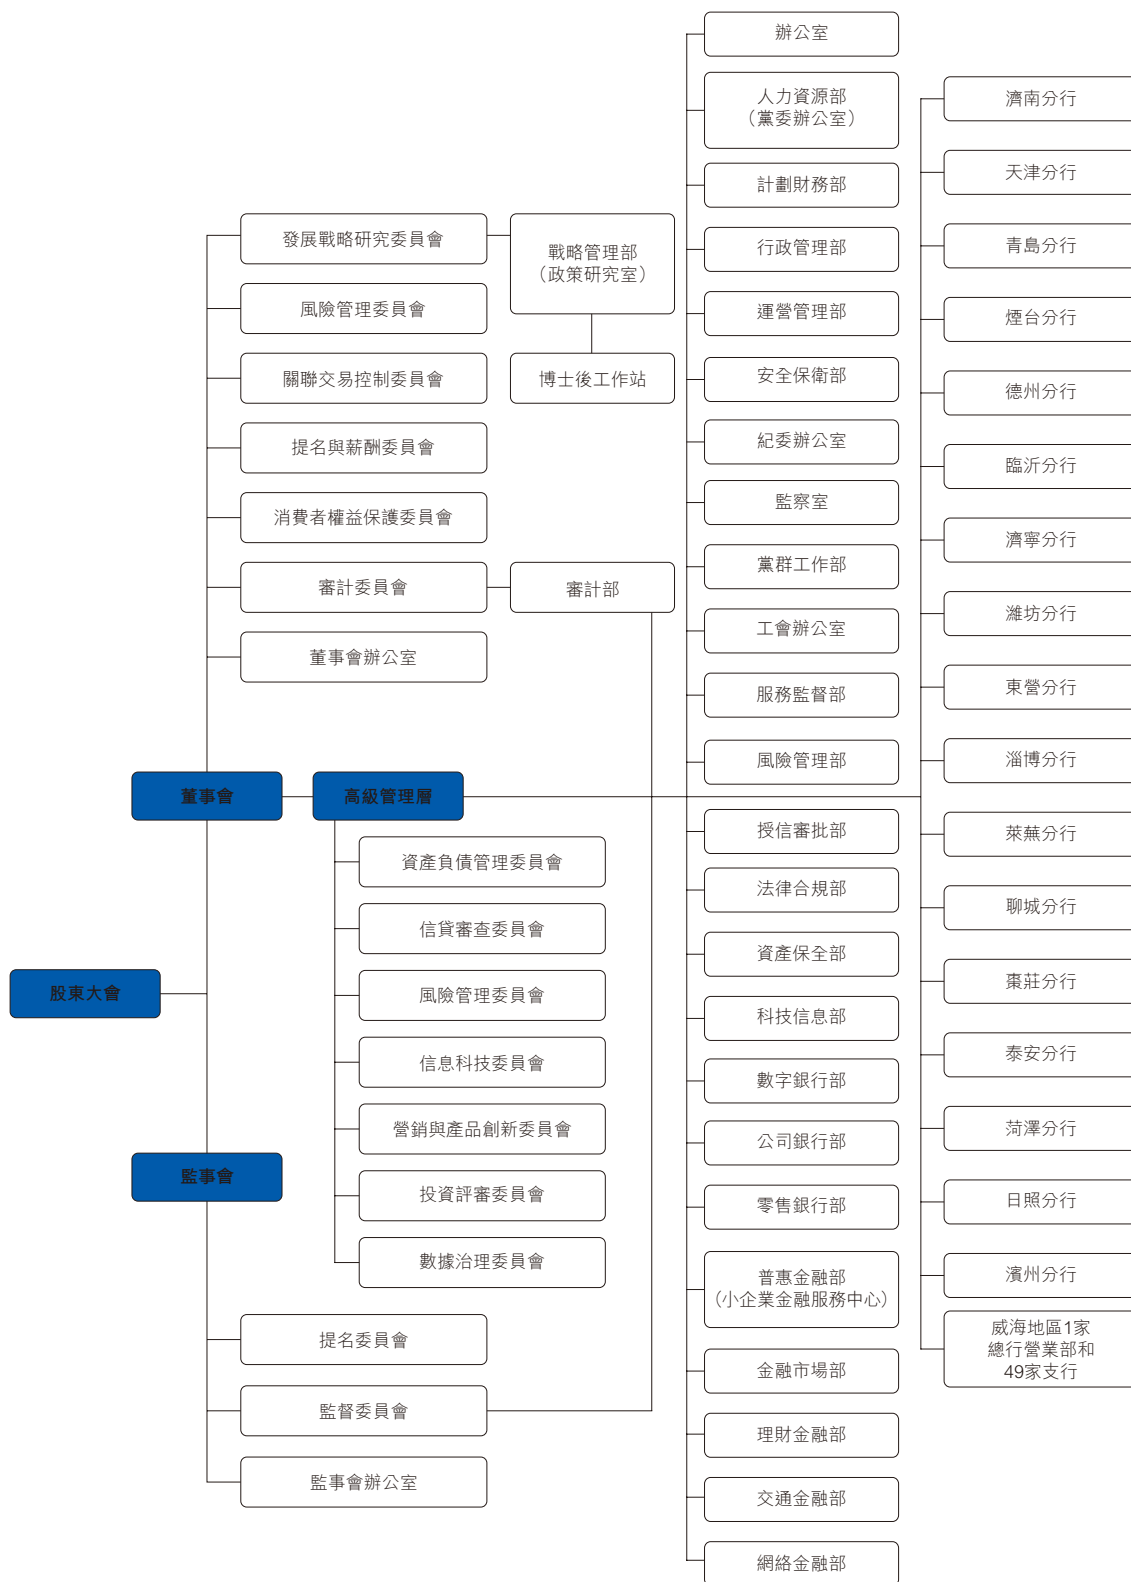 股東大會
董事會
監事會
發展戰略研究委員會
風險管理委員會
關聯交易控制委員會
提名與薪酬委員會
消費者權益保護委員會
審計委員會
董事會辦公室
戰略管理部
（政策研究室）
博士後工作站
審計部
高級管理層
資產負債管理委員會
信貸審查委員會
風險管理委員會
信息科技委員會
營銷與產品創新委員會
投資評審委員會
數據治理委員會
提名委員會
監督委員會
監事會辦公室
辦公室
人力資源部
（黨委辦公室）
計劃財務部
行政管理部
運營管理部
安全保衛部
紀委辦公室
監察室
黨群工作部
工會辦公室
服務監督部
風險管理部
授信審批部
法律合規部
資產保全部
科技信息部
數字銀行部
公司銀行部
零售銀行部
普惠金融部
（小企業金融服務中心）
金融市場部
理財金融部
交通金融部
網絡金融部
濟南分行
天津分行
青島分行
煙台分行
德州分行
臨沂分行
濟寧分行
濰坊分行
東營分行
淄博分行
萊蕪分行
聊城分行
棗莊分行
泰安分行
菏澤分行
日照分行
濱州分行
威海地區1家
總行營業部和
49家支行